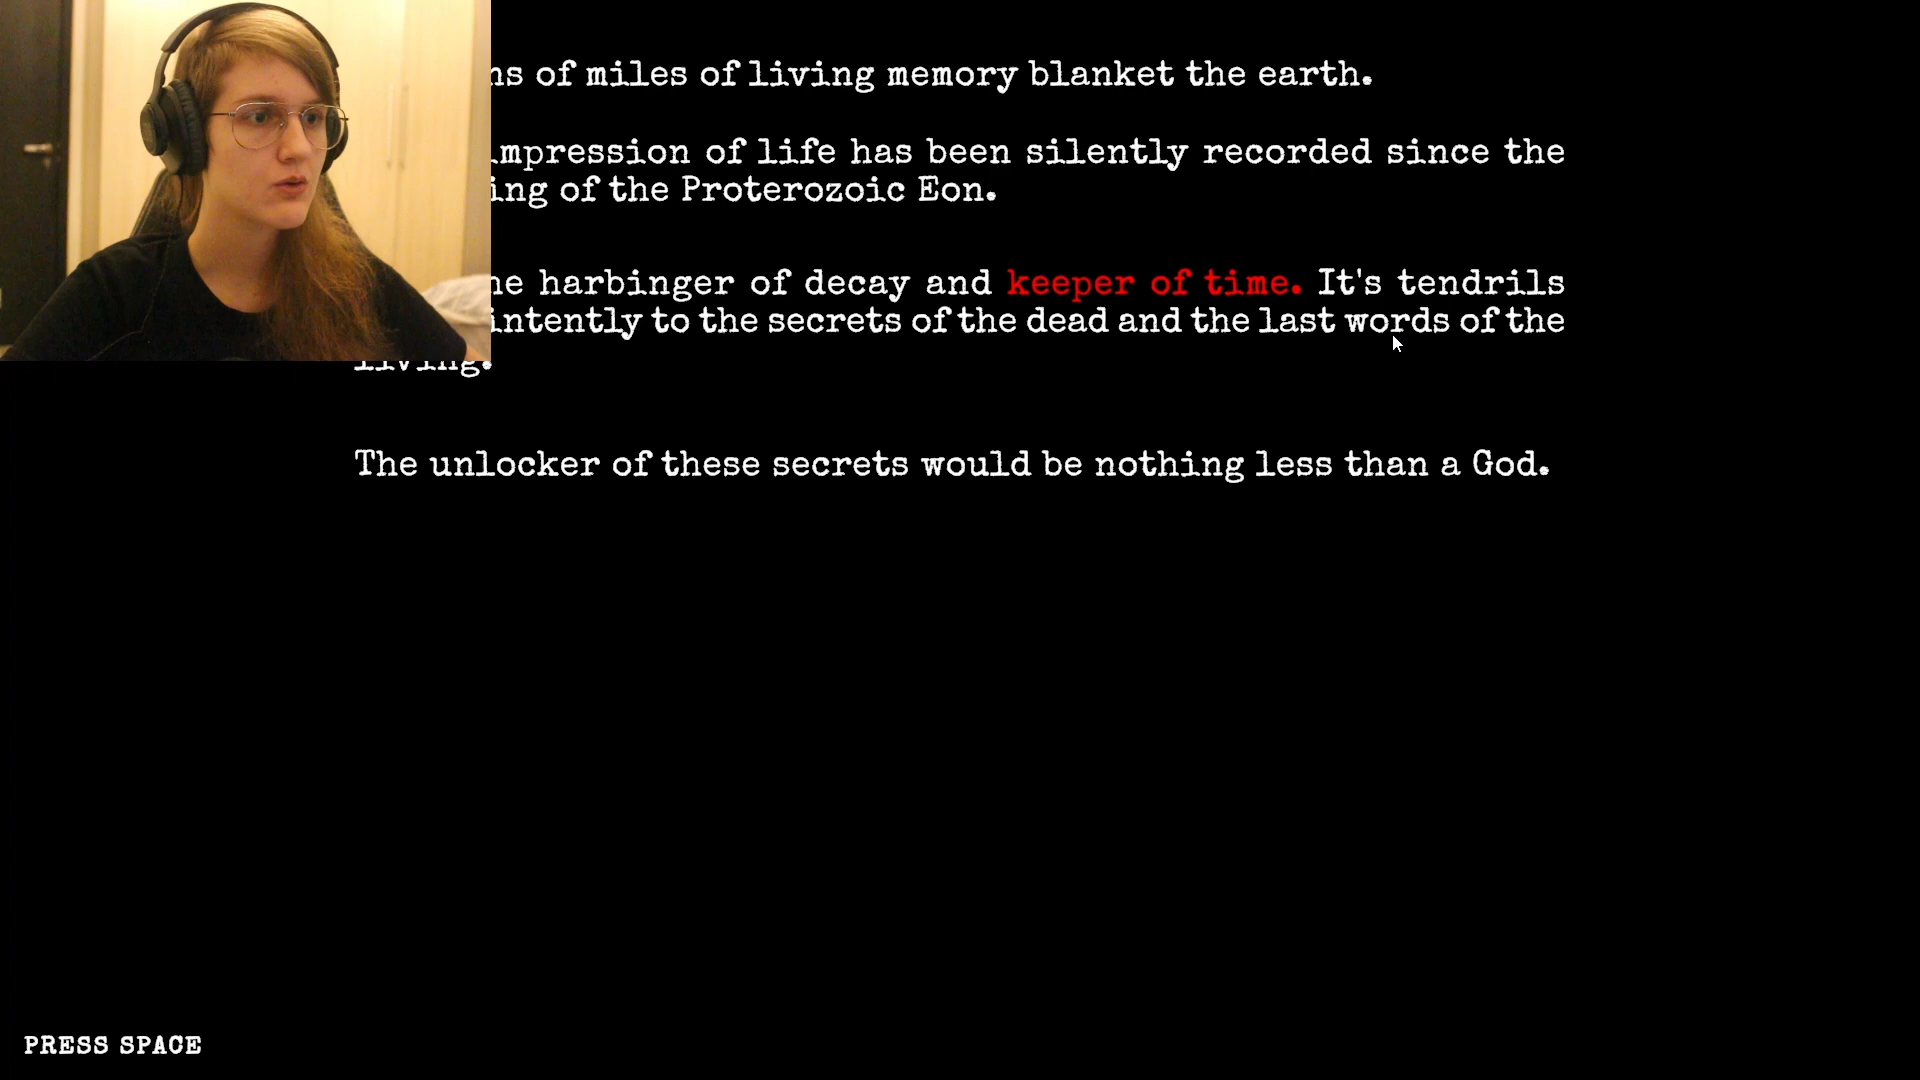 of miles of living memory blanket the earth.
of life has been silently recorded since the
of the Proterozoic Eon.
harbinger of decay and keeper of time. It's tendrils
intently to the secrets of the dead and the last words of the
living.
The unlocker of these secrets would be nothing less than a God.
PRESS SPACE